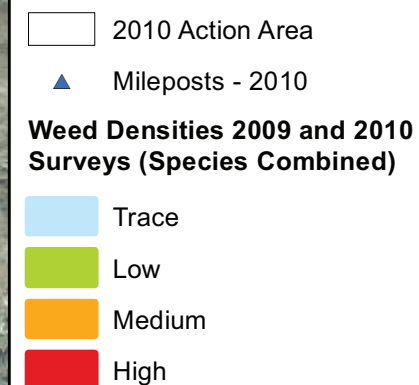 2010 Action Area
Mileposts - 2010
Weed Densities 2009 and 2010
Surveys (Species Combined)
Trace
Low
Medium
High